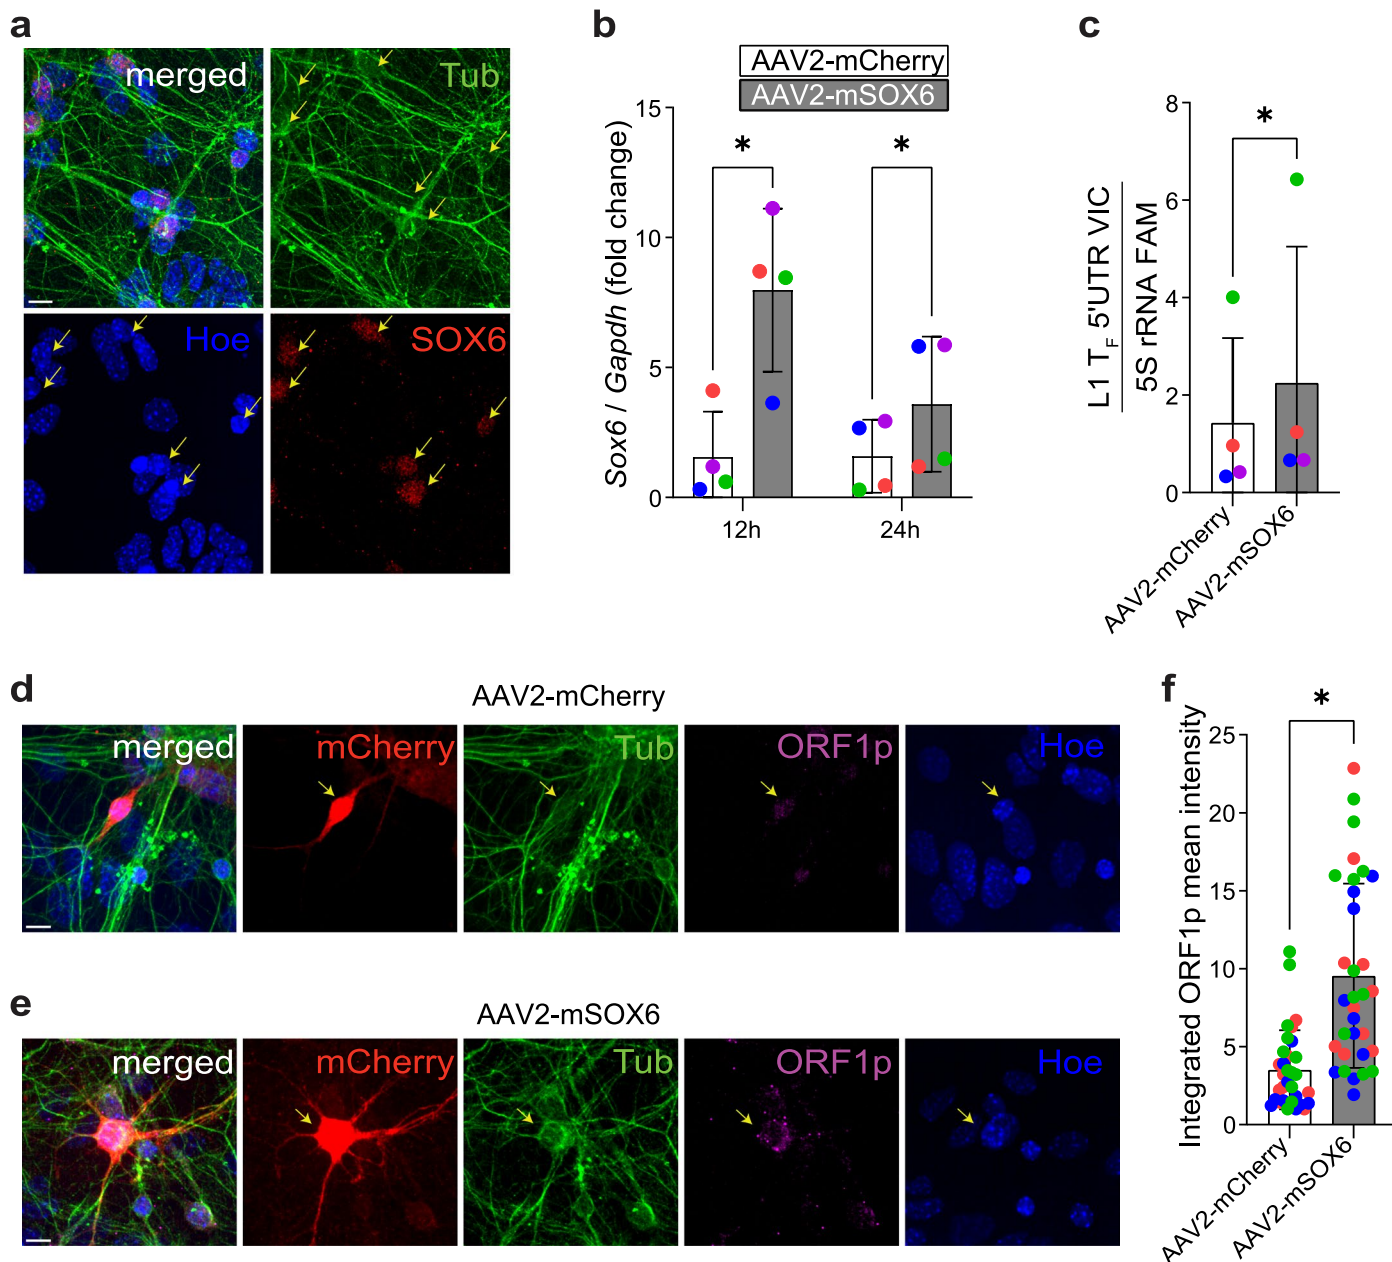 a
merged
Tub
Hoe
SOX6
b
AAV2-mCherry
AAV2-mSOX6
Sox6 / Gapdh (fold change)
15
10
5
0
*
*
12h
24h
c
L1 TF 5'UTR VIC
5S rRNA FAM
8
6
4
2
0
*
AAV2-mCherry
AAV2-mSOX6
d
AAV2-mCherry
merged
mCherry
Tub
ORF1p
Hoe
e
AAV2-mSOX6
merged
mCherry
Tub
ORF1p
Hoe
f
Integrated ORF1p mean intensity
25
20
15
10
5
0
*
AAV2-mCherry
AAV2-mSOX6